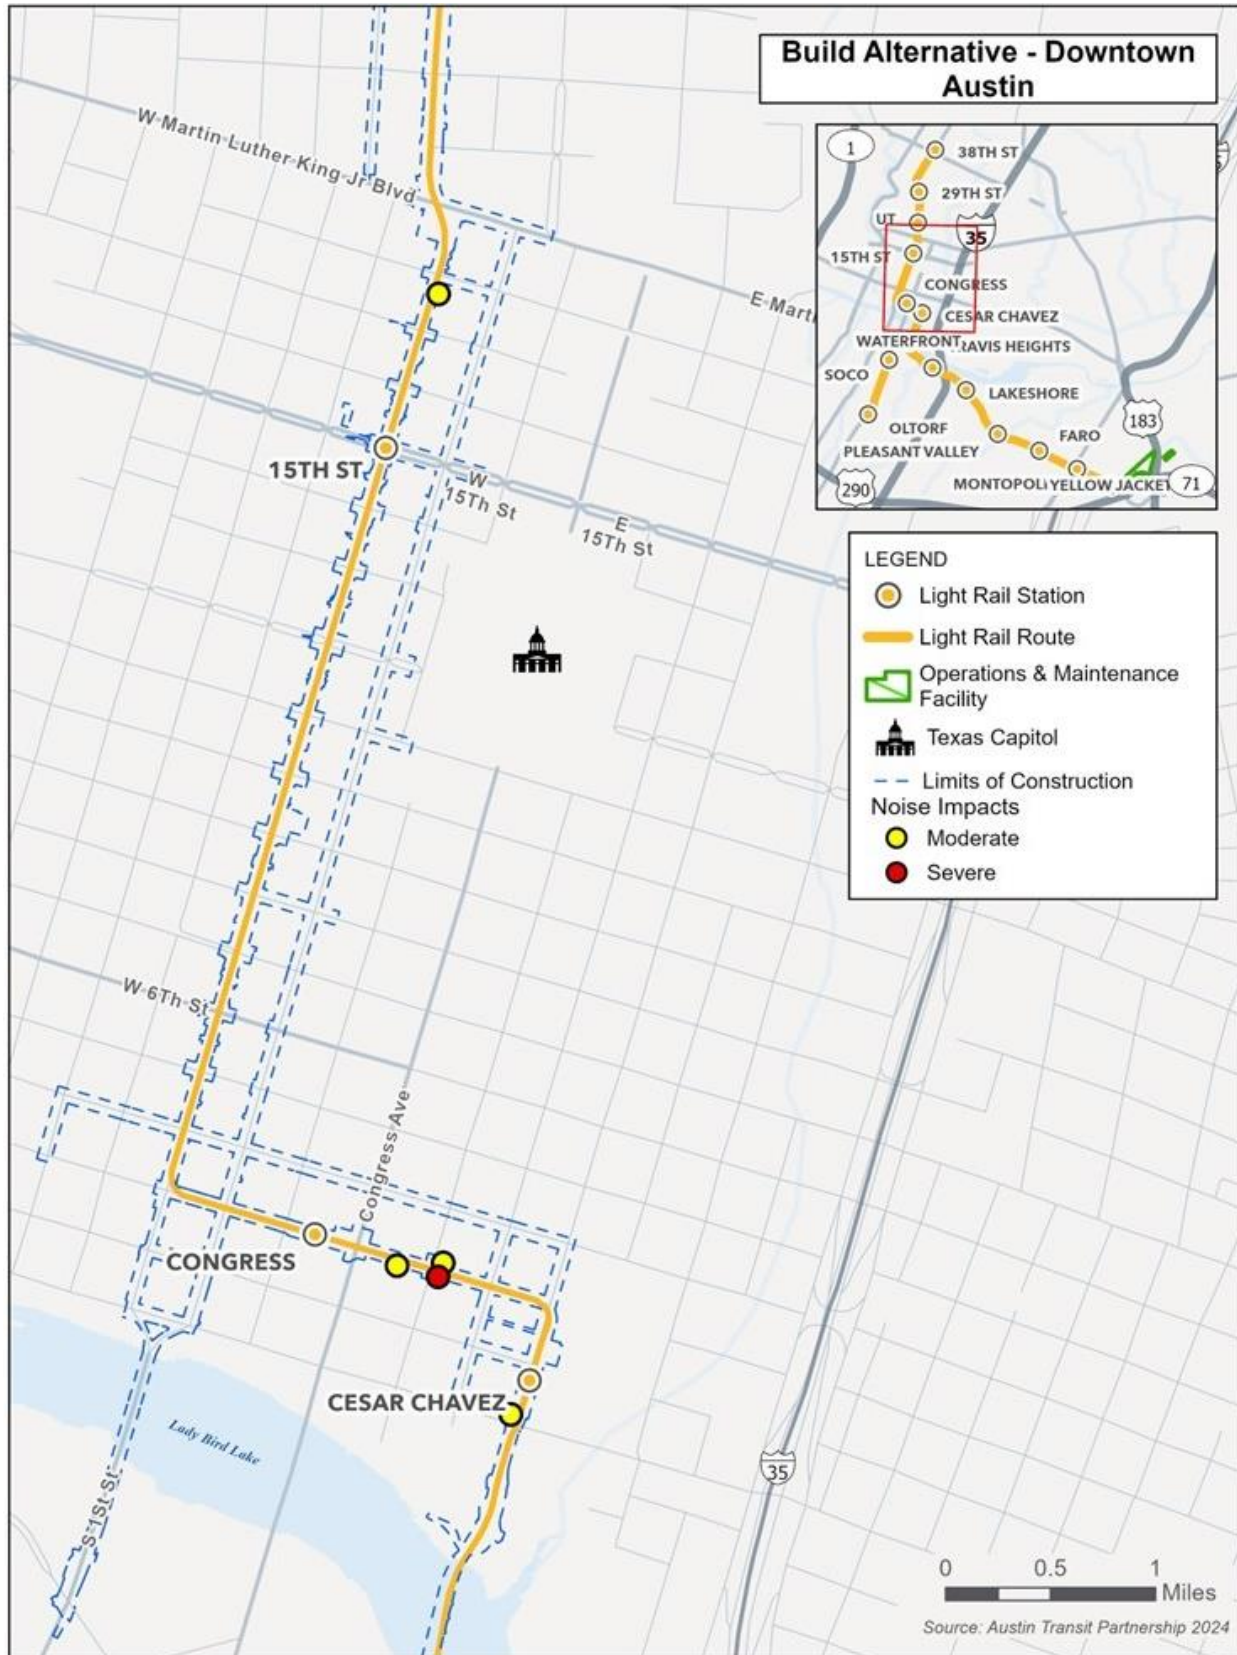 Build Alternative - Downtown
Austin
W Martin Luther King Jr Blvd
E Marti
15TH ST
W
15Th St
E
15Th St
W 6Th St
Congress Ave
CONGRESS
CESAR CHAVEZ
Lady Bird Lake
S 1St St
35
1
38TH ST
29TH ST
UT
35
15TH ST
CONGRESS
CESAR CHAVEZ
WATERFRONT
RAVIS HEIGHTS
SOCO
LAKESHORE
OLTORF
183
FARO
PLEASANT VALLEY
MONTOPOLI
YELLOW JACKET
71
290
LEGEND
Light Rail Station
Light Rail Route
Operations & Maintenance
Facility
Texas Capitol
Limits of Construction
Noise Impacts
Moderate
Severe
0 0.5 1
Miles
Source: Austin Transit Partnership 2024